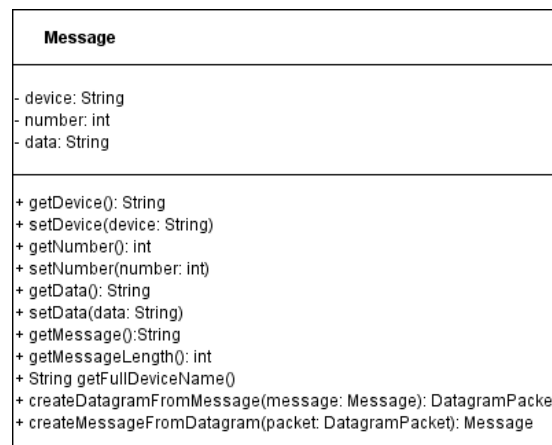 Message
- device: String
- number: int
- data: String
+ getDevice(): String
+ setDevice(device: String)
+ getNumber(): int
+ setNumber(number: int)
+ getData(): String
+ setData(data: String)
+ getMessage():String
+ getMessageLength(): int
+ String getFullDeviceName()
+ createDatagramFromMessage(message: Message): DatagramPacke
+ createMessageFromDatagram(packet: DatagramPacket): Message